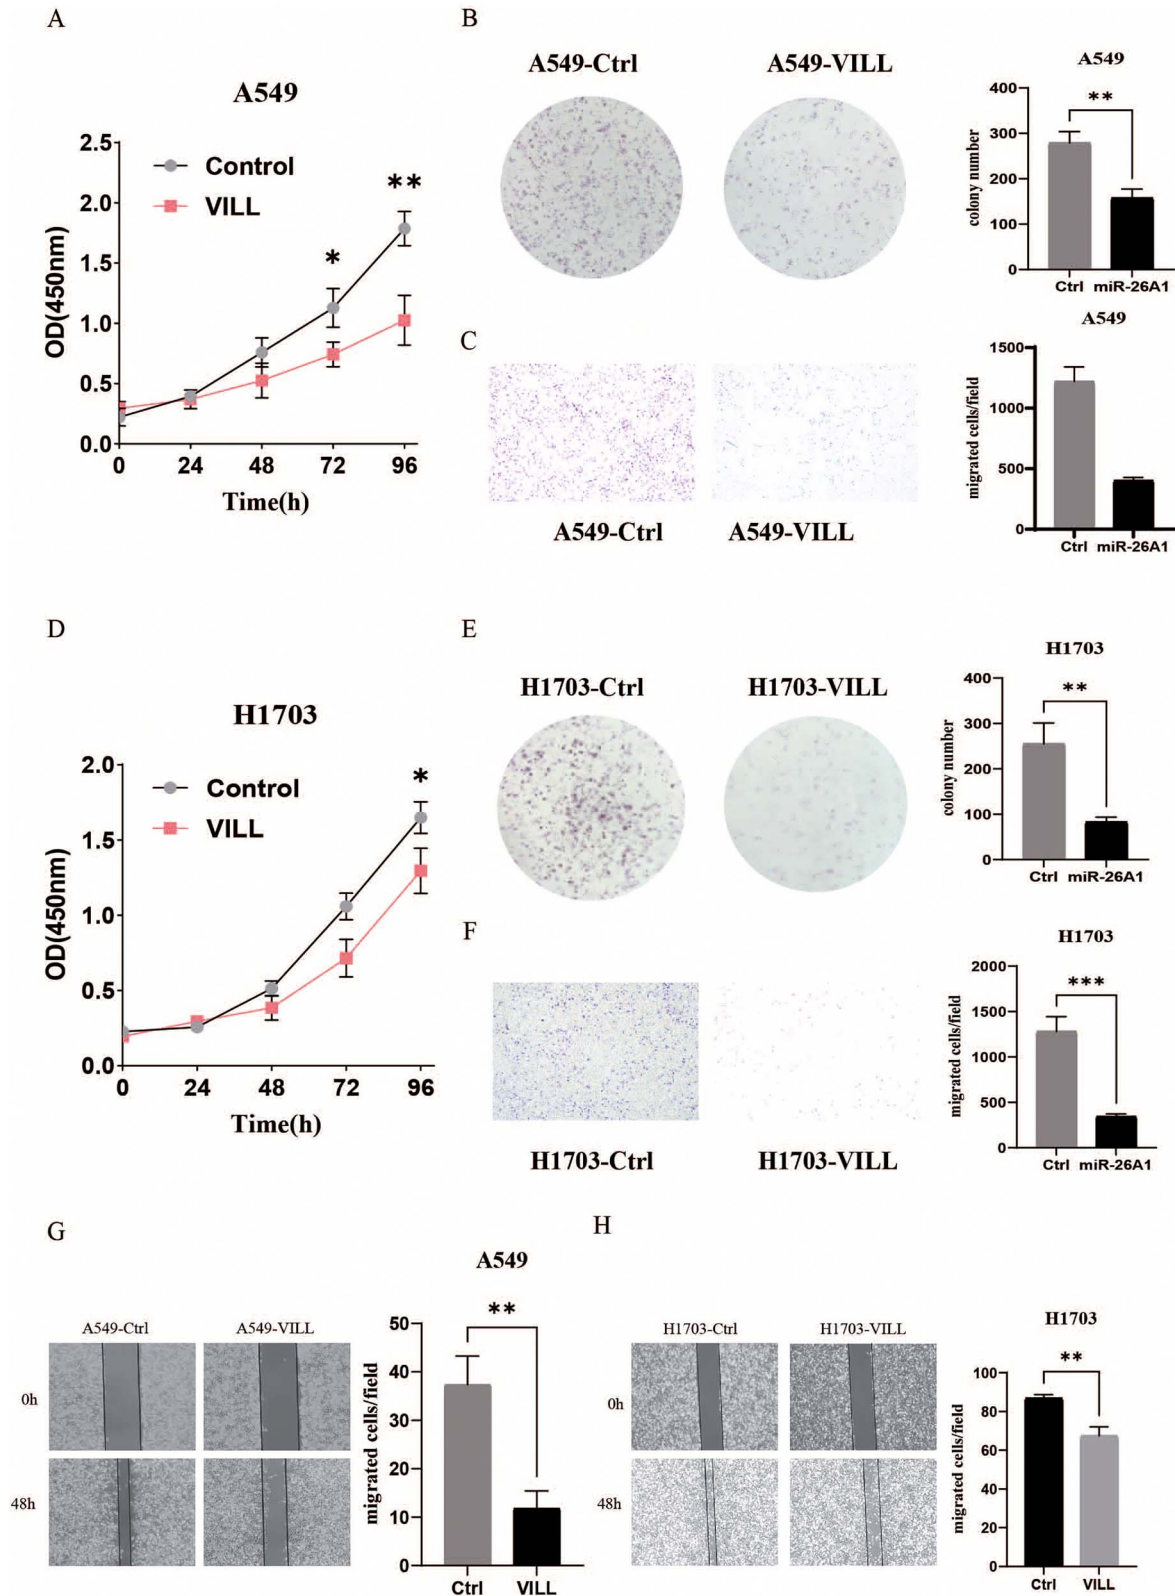 A
A549
2.5
2.0
1.5
1.0
0.5
0.0
OD(450nm)
Control
VILL
*
**
0 24 48 72 96
Time(h)
B
A549-Ctrl A549-VILL
A549
400
300
200
100
0
colony number
**
Ctrl miR-26A1
C
A549-Ctrl A549-VILL
A549
1500
1000
500
0
migrated cells/field
Ctrl miR-26A1
D
H1703
2.0
1.5
1.0
0.5
0.0
OD(450nm)
Control
VILL
*
0 24 48 72 96
Time(h)
E
H1703-Ctrl H1703-VILL
H1703
400
300
200
100
0
colony number
**
Ctrl miR-26A1
F
H1703-Ctrl H1703-VILL
H1703
2000
1500
1000
500
0
migrated cells/field
***
Ctrl miR-26A1
G
A549-Ctrl A549-VILL
0h
48h
A549
50
40
30
20
10
0
migrated cells/field
**
Ctrl VILL
H
H1703-Ctrl H1703-VILL
0h
48h
H1703
100
80
60
40
20
0
migrated cells/field
**
Ctrl VILL